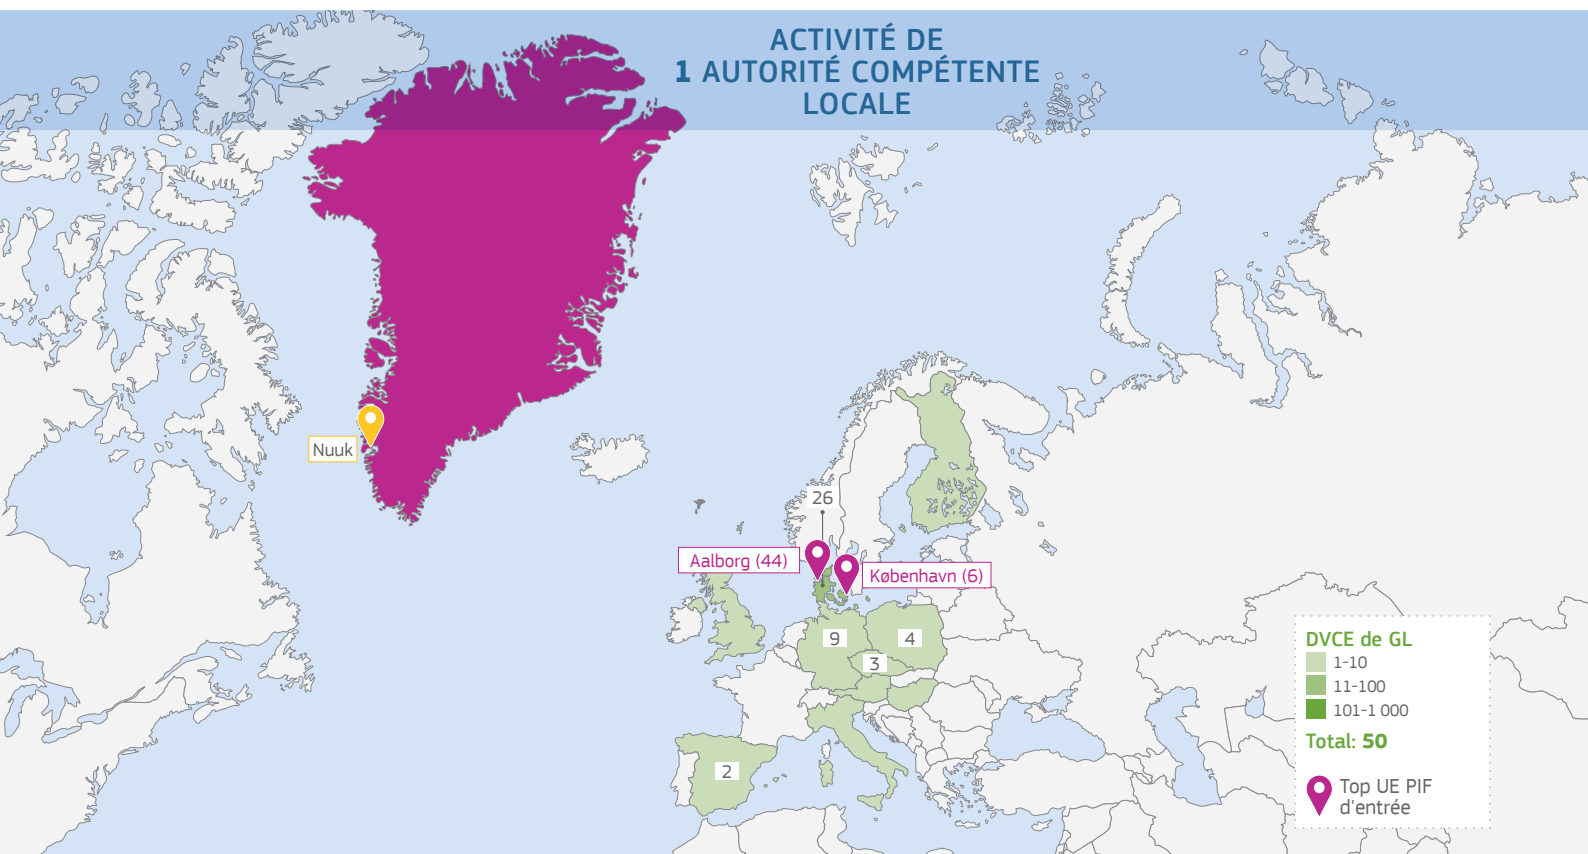 ACTIVITÉ DE
1 AUTORITÉ COMPÉTENTE
LOCALE
Nuuk
26
Aalborg (44)
København (6)
9
4
3
2
DVCE de GL
1-10
11-100
101-1 000
Total: 50
Top UE PIF
d'entrée